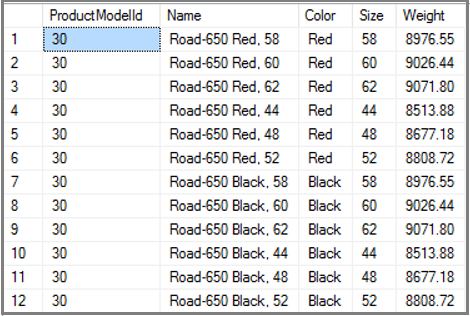 ProductModelId Name Color Size Weight
1 30 Road-650 Red, 58 Red 58 8976.55
2 30 Road-650 Red, 60 Red 60 9026.44
3 30 Road-650 Red, 62 Red 62 9071.80
4 30 Road-650 Red, 44 Red 44 8513.88
5 30 Road-650 Red, 48 Red 48 8677.18
6 30 Road-650 Red, 52 Red 52 8808.72
7 30 Road-650 Black, 58 Black 58 8976.55
8 30 Road-650 Black, 60 Black 60 9026.44
9 30 Road-650 Black, 62 Black 62 9071.80
10 30 Road-650 Black, 44 Black 44 8513.88
11 30 Road-650 Black, 48 Black 48 8677.18
12 30 Road-650 Black, 52 Black 52 8808.72